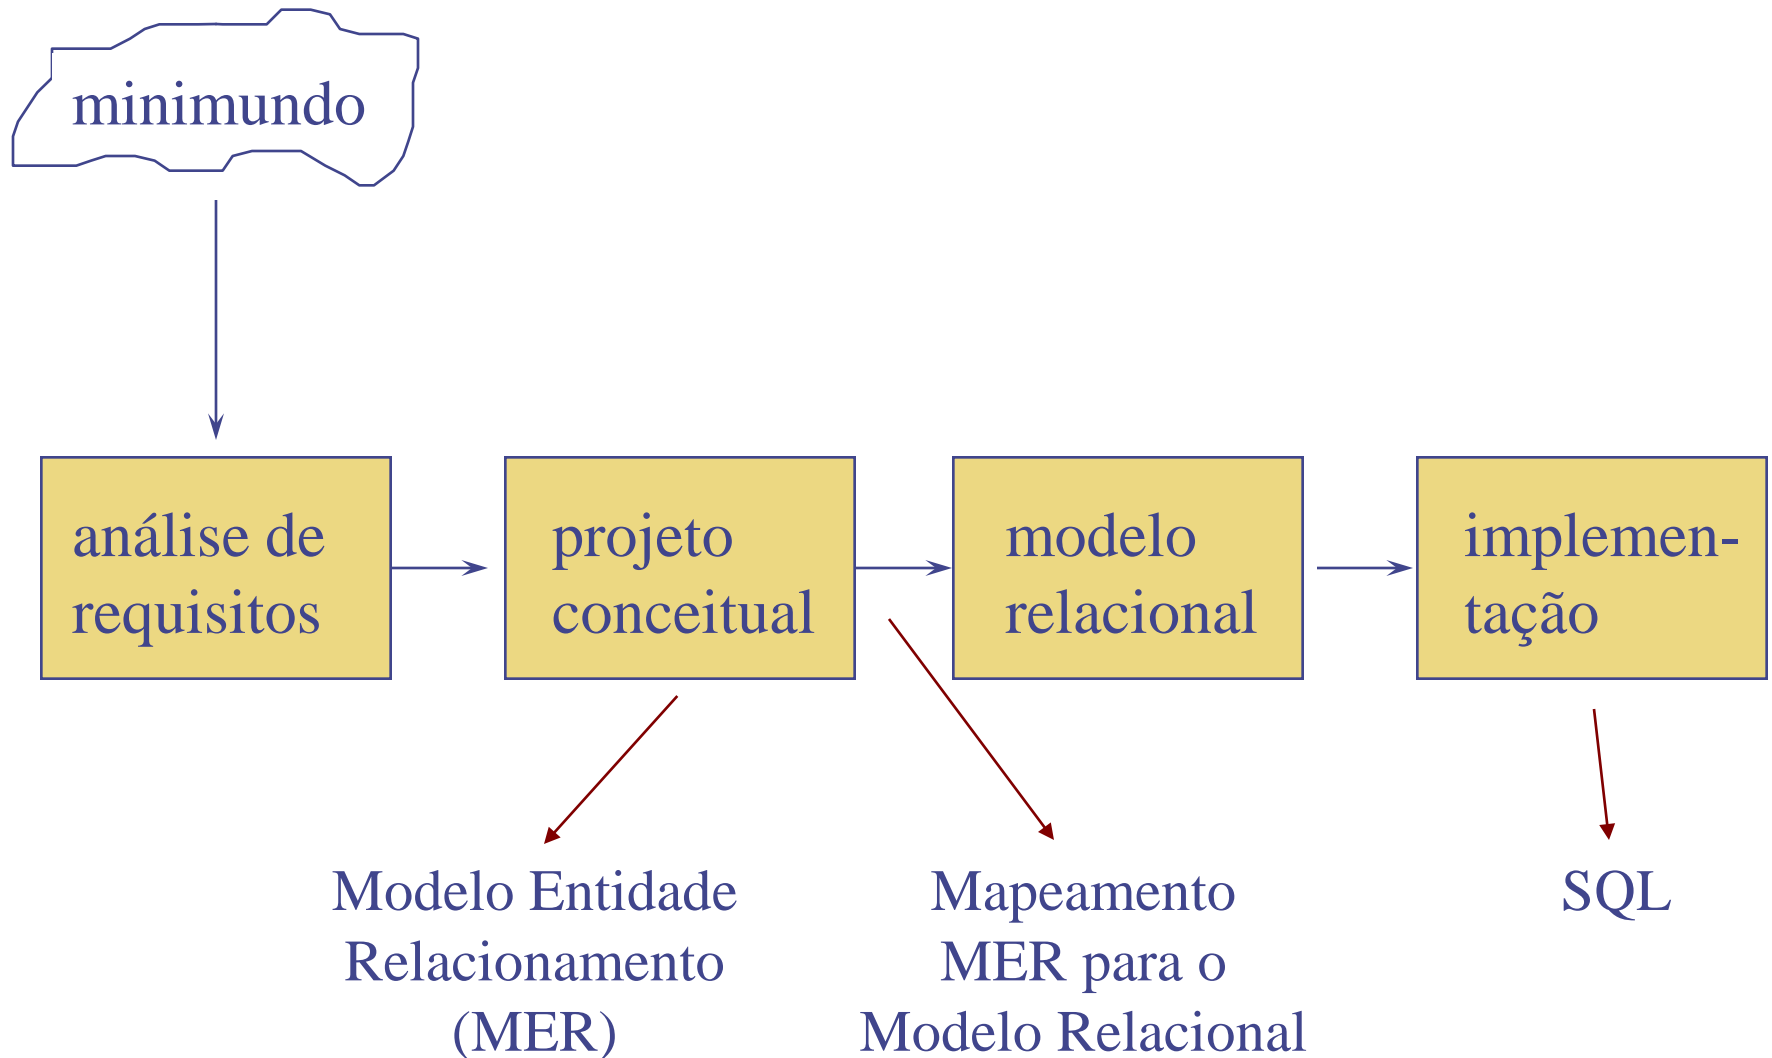 minimundo
análise de
requisitos
projeto
conceitual
modelo
relacional
implemen-
tação
Modelo Entidade
Relacionamento
(MER)
Mapeamento
MER para o
Modelo Relacional
SQL